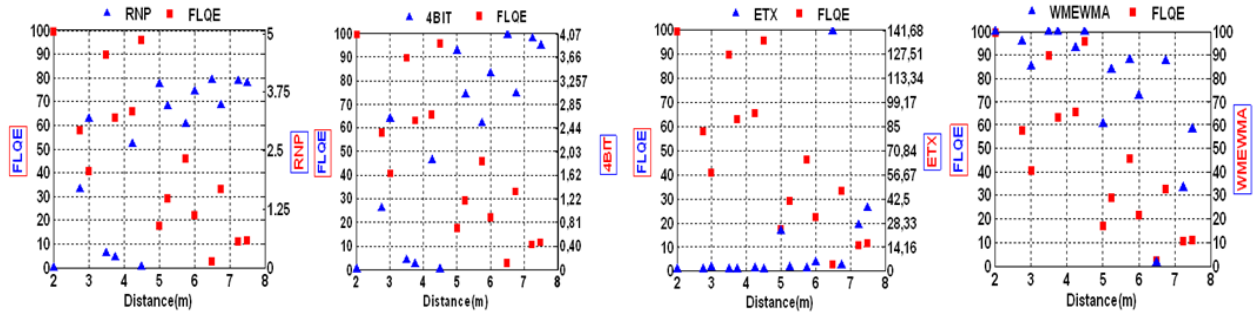 RNP FLQE
100 90 80 70 60 50 40 30 20 10 0
5 3.75 2.5 1.25
2 3 4 5 6 7 8
Distance(m)
FLQE
RNP
4BIT FLQE
100 90 80 70 60 50 40 30 20 10 0
4,07 3,66 3,257 2,85 2,44 2,03 1,62 1,22 0,81 0,40 0
2 3 4 5 6 7 8
Distance(m)
FLQE
4BIT
ETX FLQE
100 90 80 70 60 50 40 30 20 10 0
141,68 127,51 113,34 99,17 85 70,84 56,67 42,5 28,33 14,16 0
2 3 4 5 6 7 8
Distance(m)
FLQE
ETX
WMEWMA FLQE
100 90 80 70 60 50 40 30 20 10 0
100 90 80 70 60 50 40 30 20 10 0
2 3 4 5 6 7 8
Distance(m)
FLQE
WMEWMA